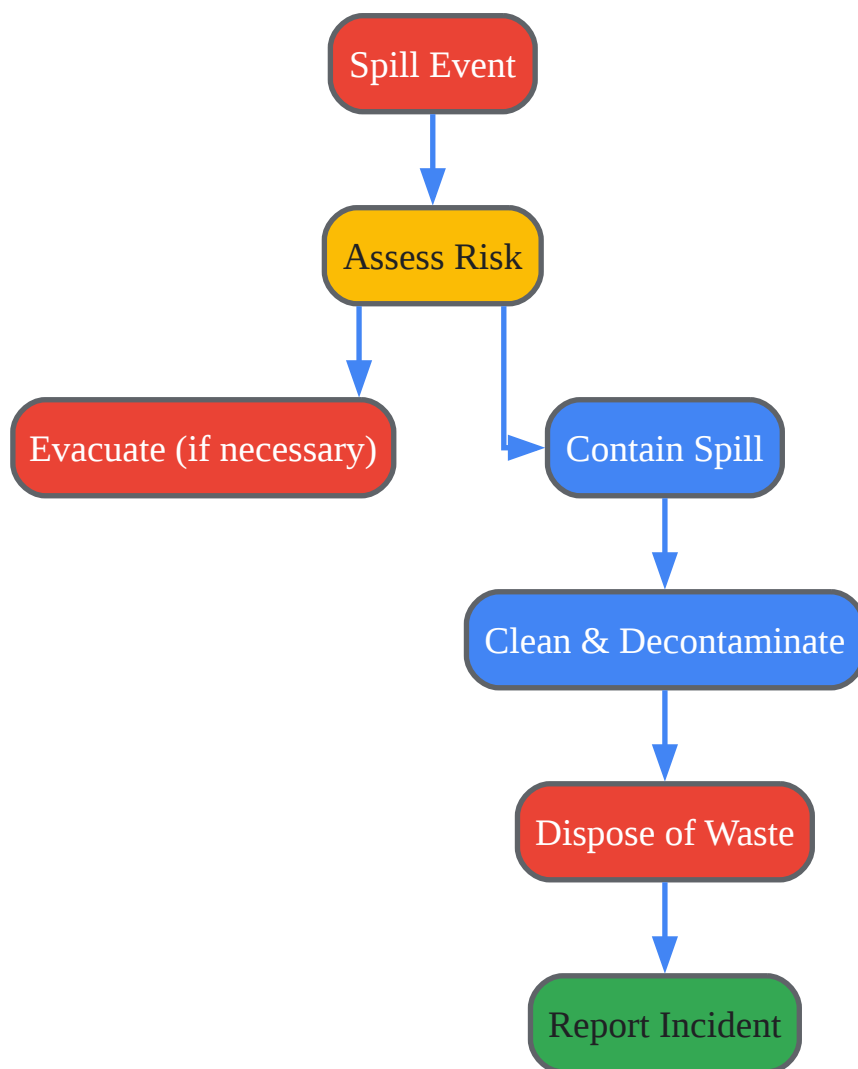 Spill Event
Assess Risk
Evacuate (if necessary)
Contain Spill
Clean & Decontaminate
Dispose of Waste
Report Incident